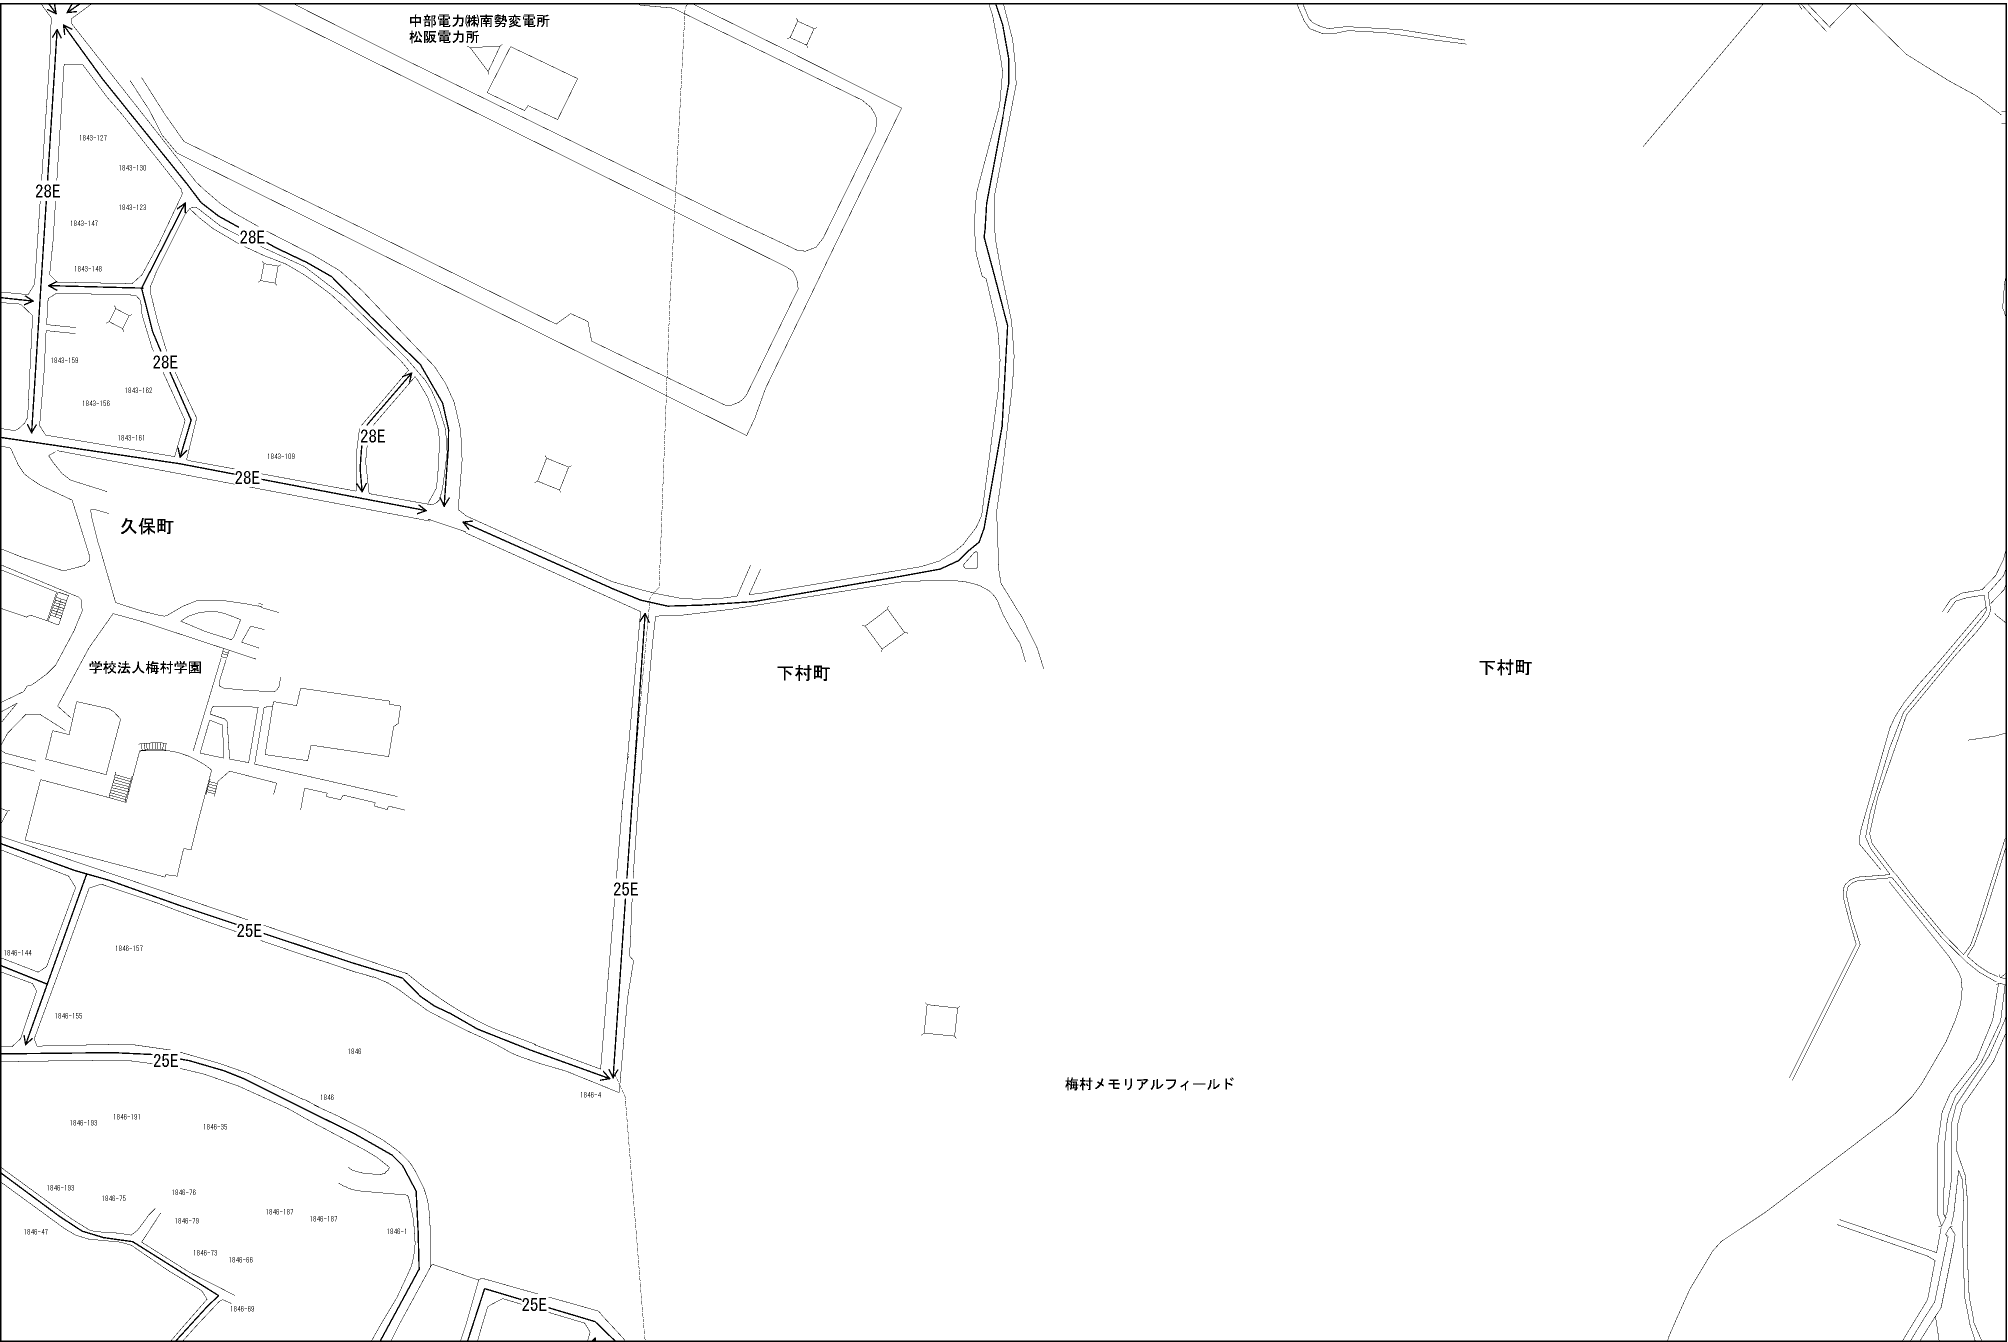 中部電力㈱南勢変電所
松阪電力所
1843-127
1843-130
28E
1843-123
1843-147
28E
1843-148
1843-159
28E
1843-162
1843-156
1843-161
28E
1843-109
28E
久保町
学校法人梅村学園
下村町
下村町
25E
25E
1846-157
1846-144
1846-155
1846
25E
梅村メモリアルフィールド
1846-4
1846
1846-193
1846-191
1846-35
1846-193
1846-75
1846-76
1846-79
1846-187
1846-187
1846-1
1846-47
1846-73
1846-66
1846-69
25E